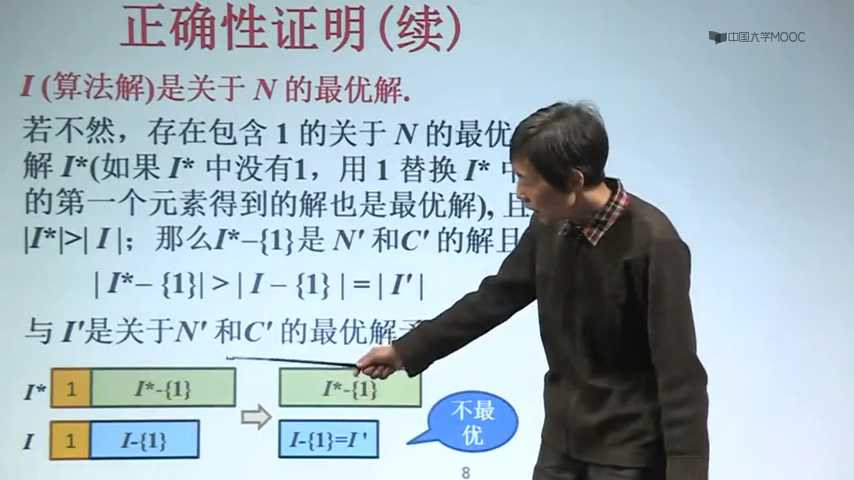 正确性证明(续)
中国大学MOOC
I (算法解)是关于 N 的最优解.
若不然，存在包含 1 的关于 N 的最优
解 I*(如果 I* 中没有1，用 1 替换 I* 中
的第一个元素得到的解也是最优解), 且
|I*|>| I |；那么I*–{1}是 N' 和C' 的解且
| I*– {1}| > | I – {1} | = | I' |
与 I'是关于N' 和C' 的最优解
I* 1 I*-{1} I*-{1}
I 1 I-{1} I-{1}=I '
不最
优
8